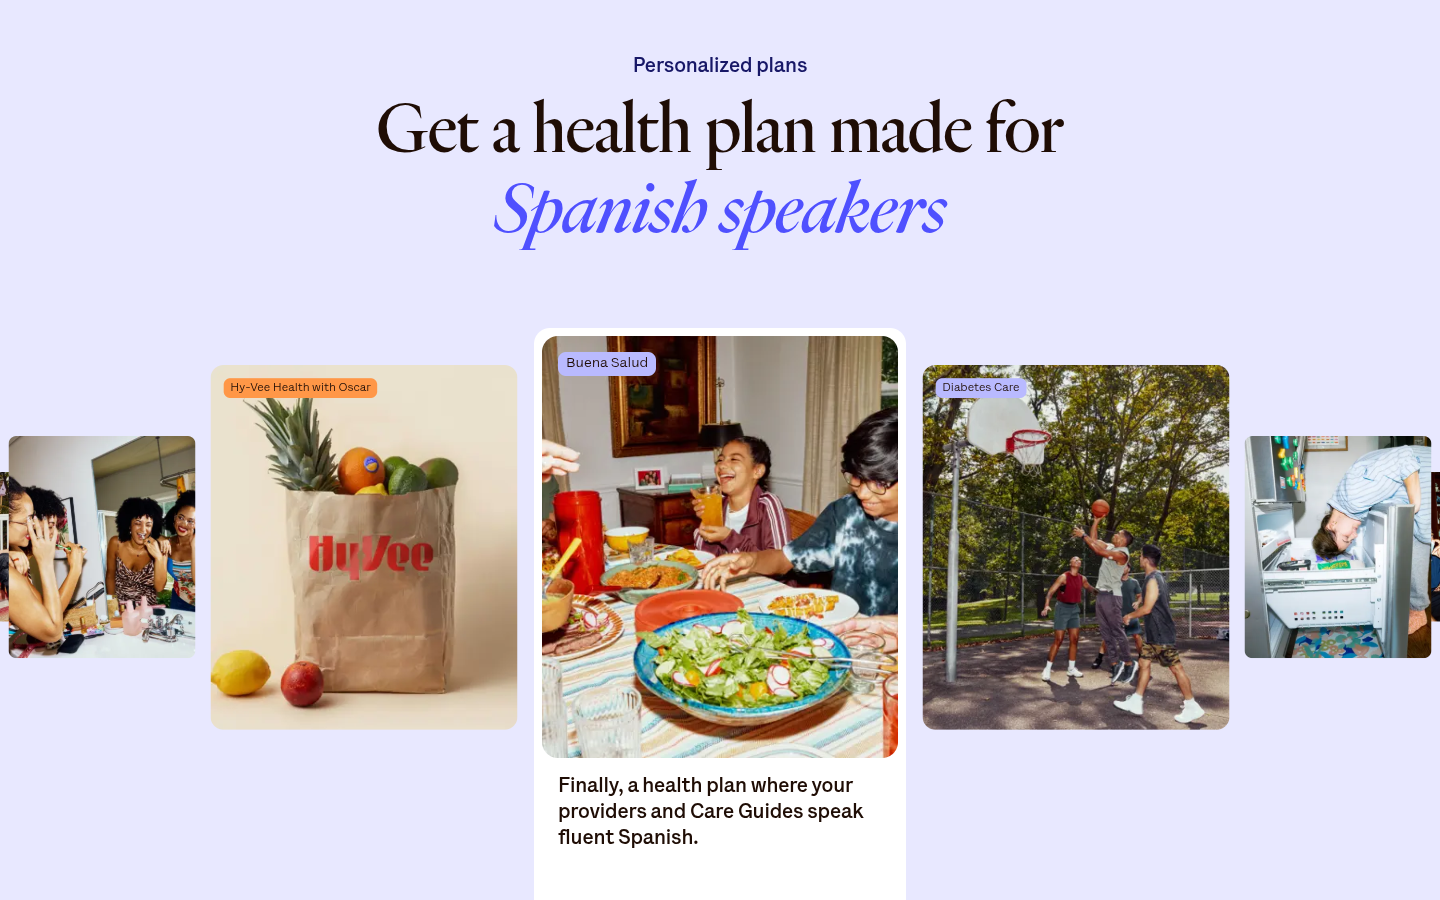 Personalized plans
Get a health plan made for
Spanish speakers
Hy-Vee Health with Oscar
HyVee
Buena Salud
Finally, a health plan where your
providers and Care Guides speak
fluent Spanish.
Diabetes Care